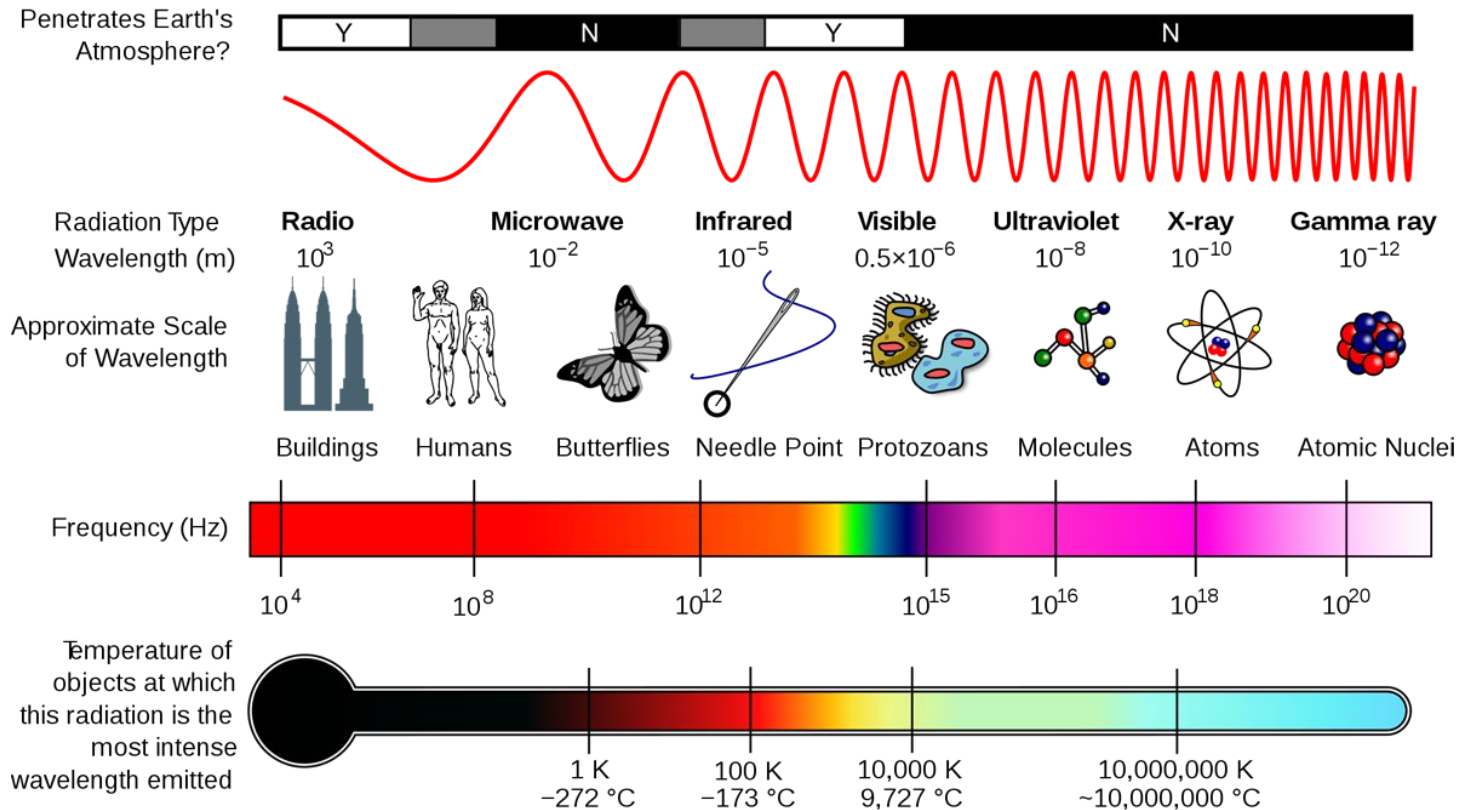 Penetrates Earth's
Atmosphere?
Y N Y N
Radiation Type Radio Microwave Infrared Visible Ultraviolet X-ray Gamma ray
Wavelength (m) 10³ 10⁻² 10⁻⁵ 0.5×10⁻⁶ 10⁻⁸ 10⁻¹⁰ 10⁻¹²
Approximate Scale
of Wavelength
Buildings Humans Butterflies Needle Point Protozoans Molecules Atoms Atomic Nuclei
Frequency (Hz)
10⁴ 10⁸ 10¹² 10¹⁵ 10¹⁶ 10¹⁸ 10²⁰
Temperature of
objects at which
this radiation is the
most intense
wavelength emitted
1 K 100 K 10,000 K 10,000,000 K
−272 °C −173 °C 9,727 °C ~10,000,000 °C